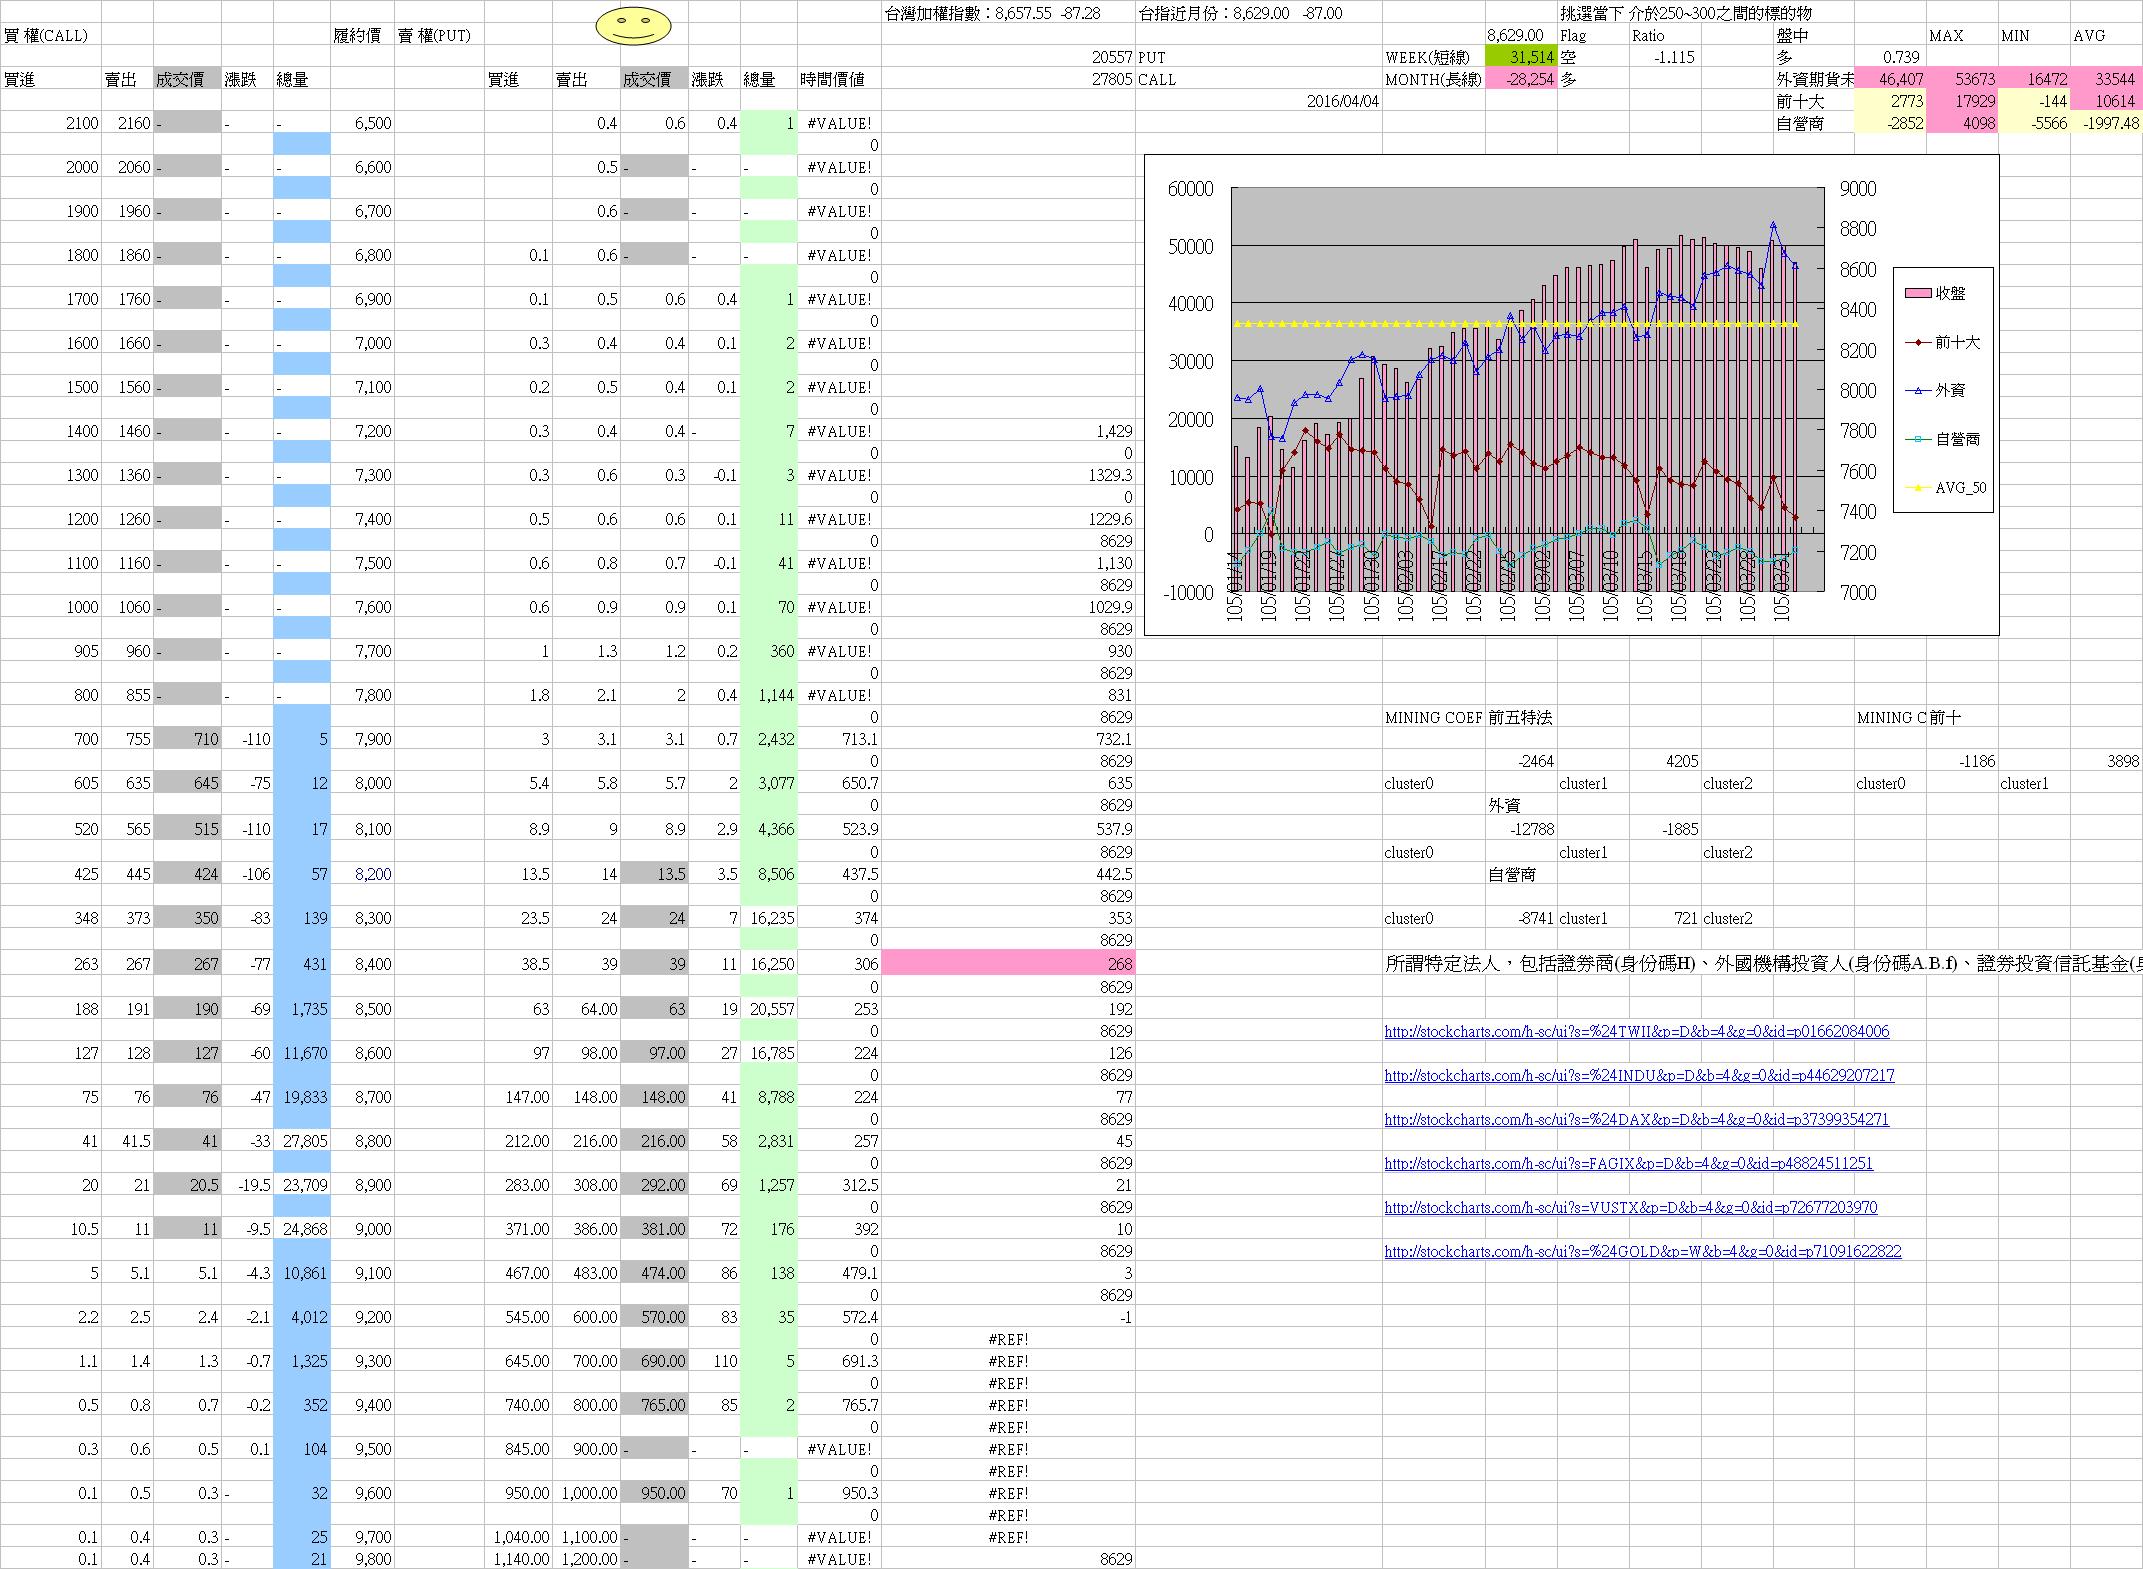 台灣加權指數：8,657.55 -87.28 台指近月份：8,629.00 -87.00 挑選當下 介於250~300之間的標的物
買 權(CALL) 履約價 賣 權(PUT) 8,629.00 Flag Ratio 盤中 MAX MIN AVG
20557 PUT WEEK(短線) 31,514 空 -1.115 多 0.739
買進 賣出 成交價 漲跌 總量 買進 賣出 成交價 漲跌 總量 時間價值 27805 CALL MONTH(長線) -28,254 多 外資期貨未 46,407 53673 16472 33544
2016/04/04 前十大 2773 17929 -144 10614
2100 2160 - - - 6,500 0.4 0.6 0.4 1 #VALUE! 自營商 -2852 4098 -5566 -1997.48
0
2000 2060 - - - 6,600 0.5 - - - #VALUE!
0
1900 1960 - - - 6,700 0.6 - - - #VALUE!
0
1800 1860 - - - 6,800 0.1 0.6 - - - #VALUE!
0
1700 1760 - - - 6,900 0.1 0.5 0.6 0.4 1 #VALUE!
0
1600 1660 - - - 7,000 0.3 0.4 0.4 0.1 2 #VALUE!
0
1500 1560 - - - 7,100 0.2 0.5 0.4 0.1 2 #VALUE!
0
1400 1460 - - - 7,200 0.3 0.4 0.4 - 7 #VALUE! 1,429
0 0
1300 1360 - - - 7,300 0.3 0.6 0.3 -0.1 3 #VALUE! 1329.3
0 0
1200 1260 - - - 7,400 0.5 0.6 0.6 0.1 11 #VALUE! 1229.6
0 8629
1100 1160 - - - 7,500 0.6 0.8 0.7 -0.1 41 #VALUE! 1,130
0 8629
1000 1060 - - - 7,600 0.6 0.9 0.9 0.1 70 #VALUE! 1029.9
0 8629
905 960 - - - 7,700 1 1.3 1.2 0.2 360 #VALUE! 930
0 8629
800 855 - - - 7,800 1.8 2.1 2 0.4 1,144 #VALUE! 831
0 8629 MINING COEF 前五特法 MINING C 前十
700 755 710 -110 5 7,900 3 3.1 3.1 0.7 2,432 713.1 732.1
0 8629 -2464 4205 -1186 3898
605 635 645 -75 12 8,000 5.4 5.8 5.7 2 3,077 650.7 635 cluster0 cluster1 cluster2 cluster0 cluster1
0 8629 外資
520 565 515 -110 17 8,100 8.9 9 8.9 2.9 4,366 523.9 537.9 -12788 -1885
0 8629 cluster0 cluster1 cluster2
425 445 424 -106 57 8,200 13.5 14 13.5 3.5 8,506 437.5 442.5 自營商
0 8629
348 373 350 -83 139 8,300 23.5 24 24 7 16,235 374 353 cluster0 -8741 cluster1 721 cluster2
0 8629
263 267 267 -77 431 8,400 38.5 39 39 11 16,250 306 268 所謂特定法人，包括證券商(身份碼H)、外國機構投資人(身份碼A.B.f)、證券投資信託基金(身
0 8629
188 191 190 -69 1,735 8,500 63 64.00 63 19 20,557 253 192
0 8629 http://stockcharts.com/h-sc/ui?s=%24TWII&p=D&b=4&g=0&id=p01662084006
127 128 127 -60 11,670 8,600 97 98.00 97.00 27 16,785 224 126
0 8629 http://stockcharts.com/h-sc/ui?s=%24INDU&p=D&b=4&g=0&id=p44629207217
75 76 76 -47 19,833 8,700 147.00 148.00 148.00 41 8,788 224 77
0 8629 http://stockcharts.com/h-sc/ui?s=%24DAX&p=D&b=4&g=0&id=p37399354271
41 41.5 41 -33 27,805 8,800 212.00 216.00 216.00 58 2,831 257 45
0 8629 http://stockcharts.com/h-sc/ui?s=FAGIX&p=D&b=4&g=0&id=p48824511251
20 21 20.5 -19.5 23,709 8,900 283.00 308.00 292.00 69 1,257 312.5 21
0 8629 http://stockcharts.com/h-sc/ui?s=VUSTX&p=D&b=4&g=0&id=p72677203970
10.5 11 11 -9.5 24,868 9,000 371.00 386.00 381.00 72 176 392 10
0 8629 http://stockcharts.com/h-sc/ui?s=%24GOLD&p=W&b=4&g=0&id=p71091622822
5 5.1 5.1 -4.3 10,861 9,100 467.00 483.00 474.00 86 138 479.1 3
0 8629
2.2 2.5 2.4 -2.1 4,012 9,200 545.00 600.00 570.00 83 35 572.4 -1
0 #REF!
1.1 1.4 1.3 -0.7 1,325 9,300 645.00 700.00 690.00 110 5 691.3 #REF!
0 #REF!
0.5 0.8 0.7 -0.2 352 9,400 740.00 800.00 765.00 85 2 765.7 #REF!
0 #REF!
0.3 0.6 0.5 0.1 104 9,500 845.00 900.00 - - - #VALUE! #REF!
0 #REF!
0.1 0.5 0.3 - 32 9,600 950.00 1,000.00 950.00 70 1 950.3 #REF!
0 #REF!
0.1 0.4 0.3 - 25 9,700 1,040.00 1,100.00 - - - #VALUE! #REF!
0.1 0.4 0.3 - 21 9,800 1,140.00 1,200.00 - - - #VALUE! 8629
60000 9000
8800
50000 8600
40000 8400
8200
30000 8000
20000 7800
10000 7600
7400
0 7200
-10000 7000
105/01/14 105/01/19 105/01/22 105/01/27 105/01/30 105/02/03 105/02/17 105/02/22 105/02/25 105/03/02 105/03/07 105/03/10 105/03/15 105/03/18 105/03/23 105/03/28 105/03/31
收盤
前十大
外資
自營商
AVG_50